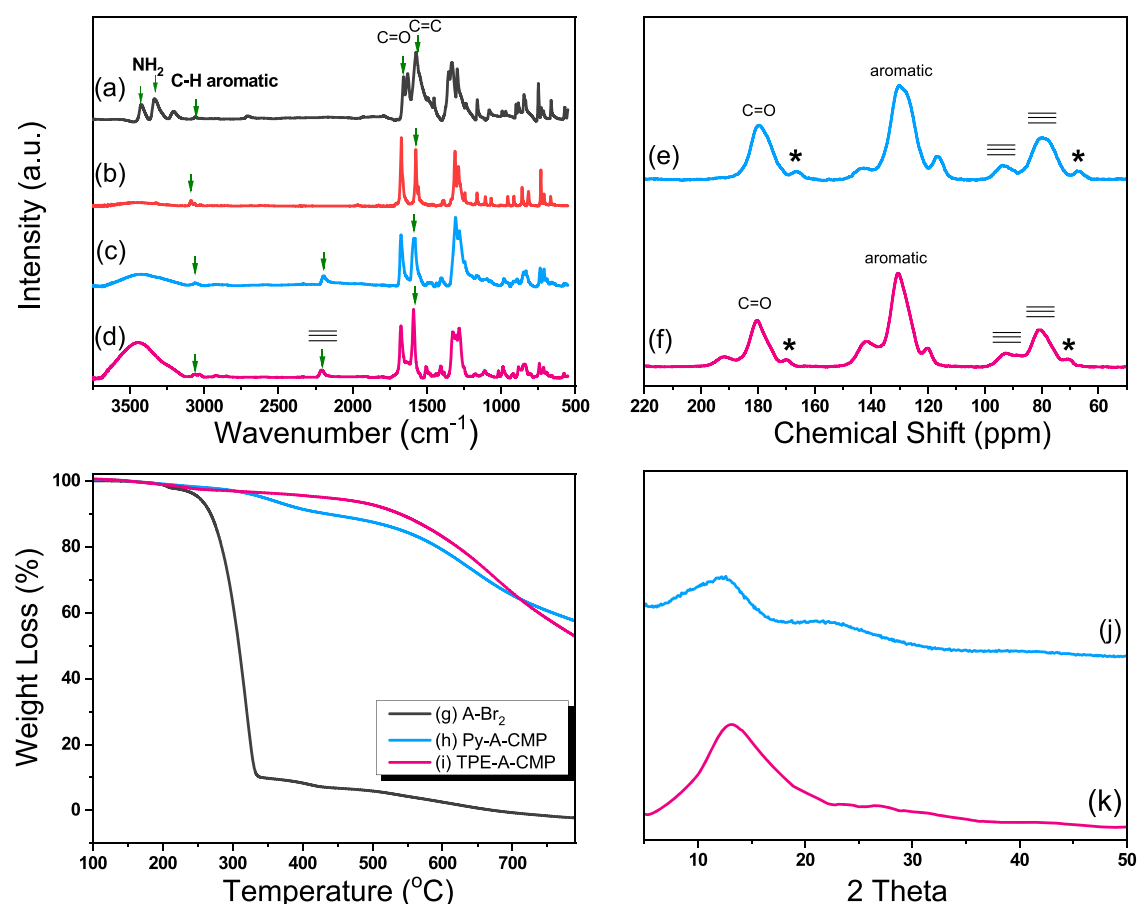 C=O C=C
NH₂
C-H aromatic
(a)
(b)
(c)
(d)
Intensity (a.u.)
3750 3000 2500 2000 1500 1000 500
Wavenumber (cm⁻¹)
aromatic
C=O
*
*
(e)
aromatic
C=O
*
*
(f)
220 200 180 160 140 120 100 80 60
Chemical Shift (ppm)
100
80
60
40
20
0
Weight Loss (%)
(g) A-Br₂
(h) Py-A-CMP
(i) TPE-A-CMP
100 200 300 400 500 600 700
Temperature (°C)
(j)
(k)
10 20 30 40 50
2 Theta